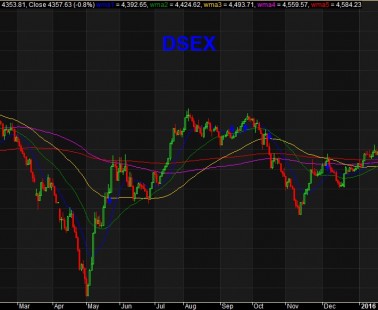 4353.81, Close 4357.63 (-0.8%) wma1 = 4,392.65, wma2 = 4,424.62, wma3 = 4,493.71, wma4 = 4,559.57, wma5 = 4,584.23
DSEX
Mar Apr May Jun Jul Aug Sep Oct Nov Dec 2016